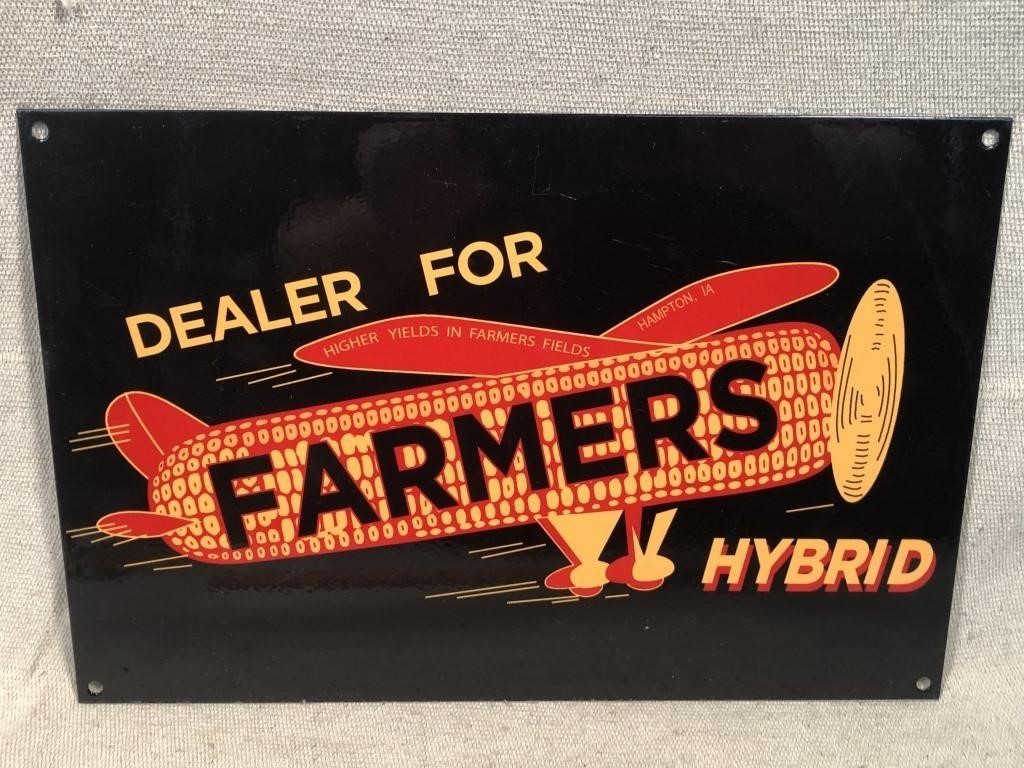 DEALER FOR
HIGHER YIELDS IN FARMERS FIELDS
HAMPTON, IA
FARMERS
HYBRID